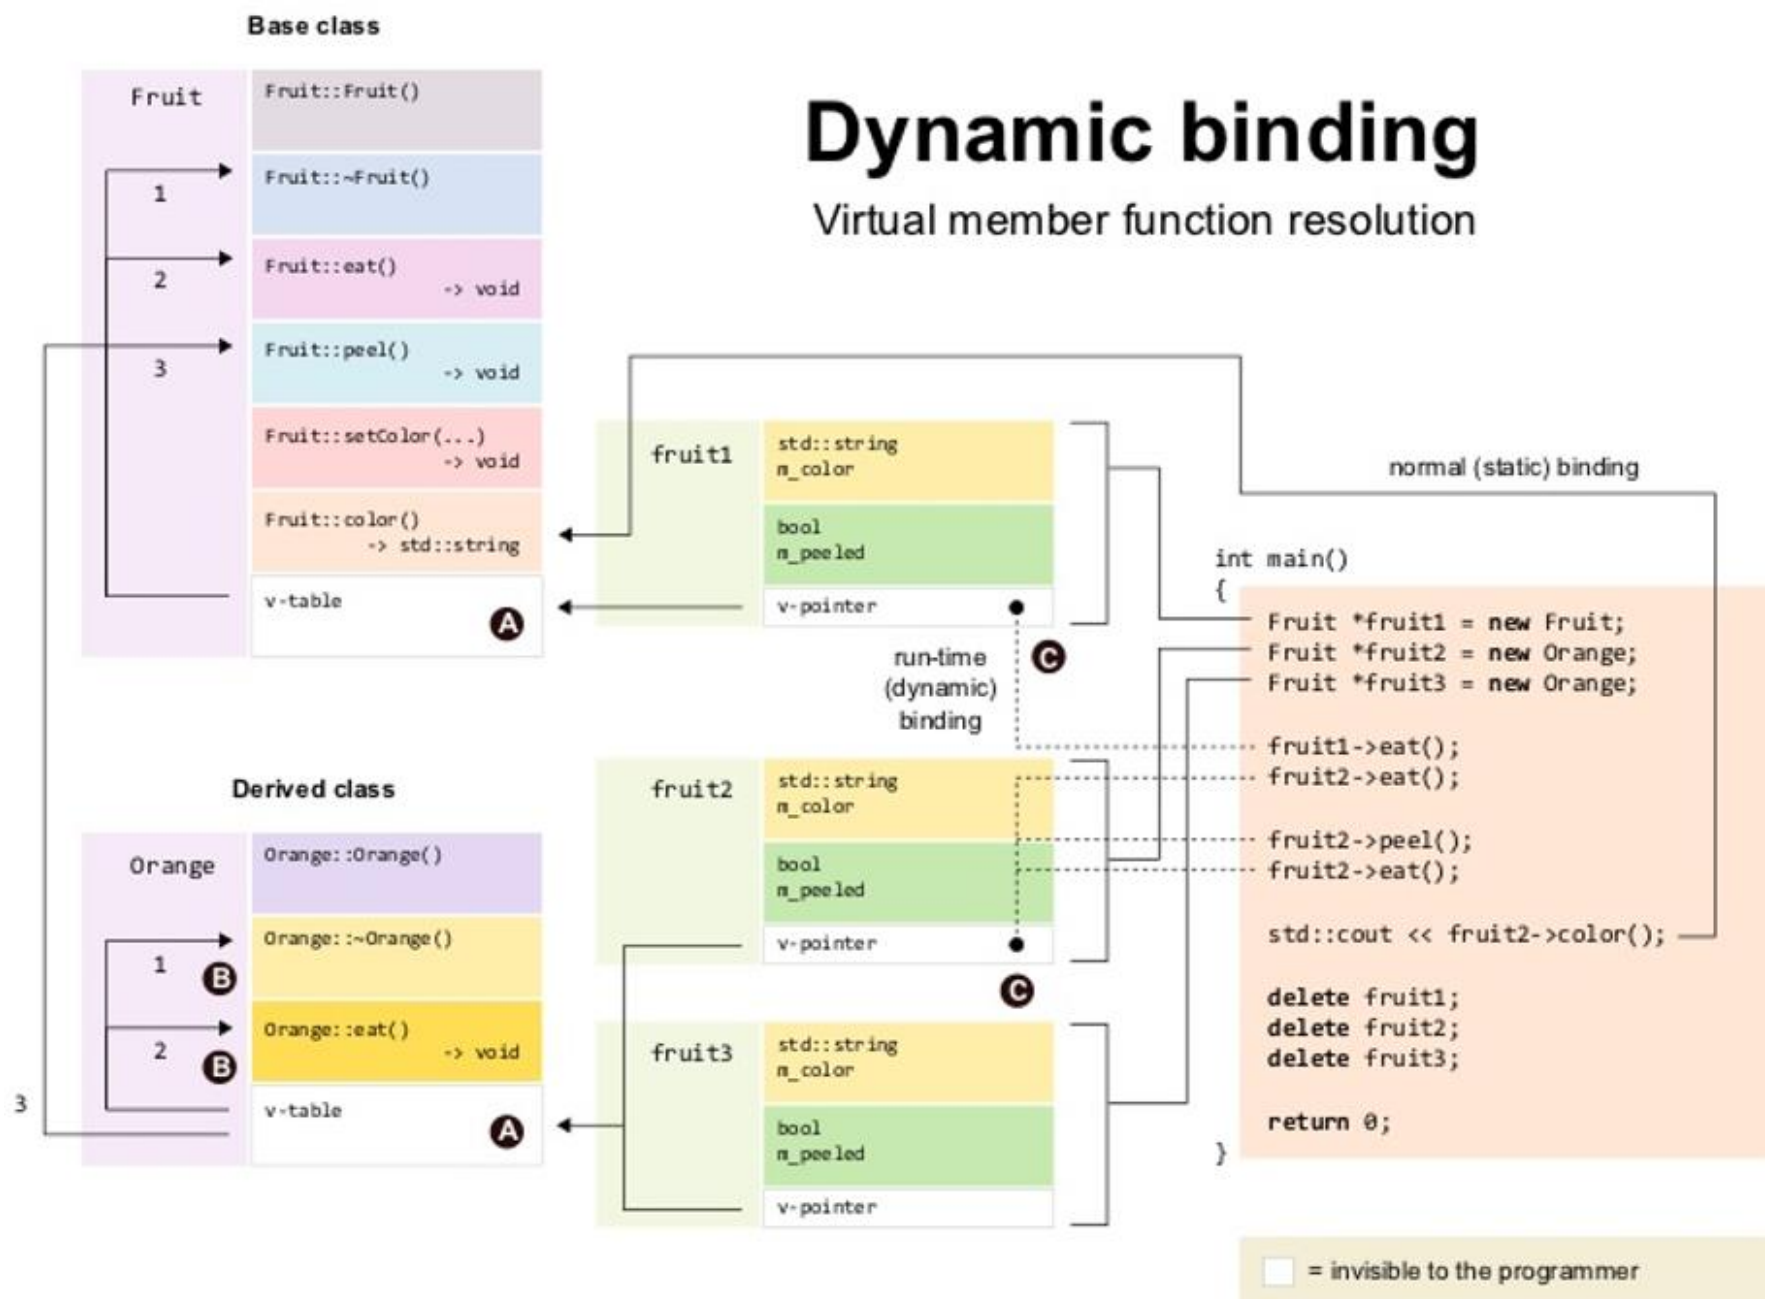 Base class
Fruit
Fruit::Fruit()
1
Fruit::~Fruit()
2
Fruit::eat()
-> void
3
Fruit::peel()
-> void
Fruit::setColor(...)
-> void
Fruit::color()
-> std::string
v-table
A
Dynamic binding
Virtual member function resolution
Derived class
Orange
Orange::Orange()
1
B
Orange::~Orange()
2
B
Orange::eat()
-> void
3
v-table
A
fruit1
std::string
m_color
bool
m_peeled
v-pointer
run-time
(dynamic)
binding
C
fruit2
std::string
m_color
bool
m_peeled
v-pointer
C
fruit3
std::string
m_color
bool
m_peeled
v-pointer
normal (static) binding
int main()
{
Fruit *fruit1 = new Fruit;
Fruit *fruit2 = new Orange;
Fruit *fruit3 = new Orange;
fruit1->eat();
fruit2->eat();
fruit2->peel();
fruit2->eat();
std::cout << fruit2->color();
delete fruit1;
delete fruit2;
delete fruit3;
return 0;
}
= invisible to the programmer